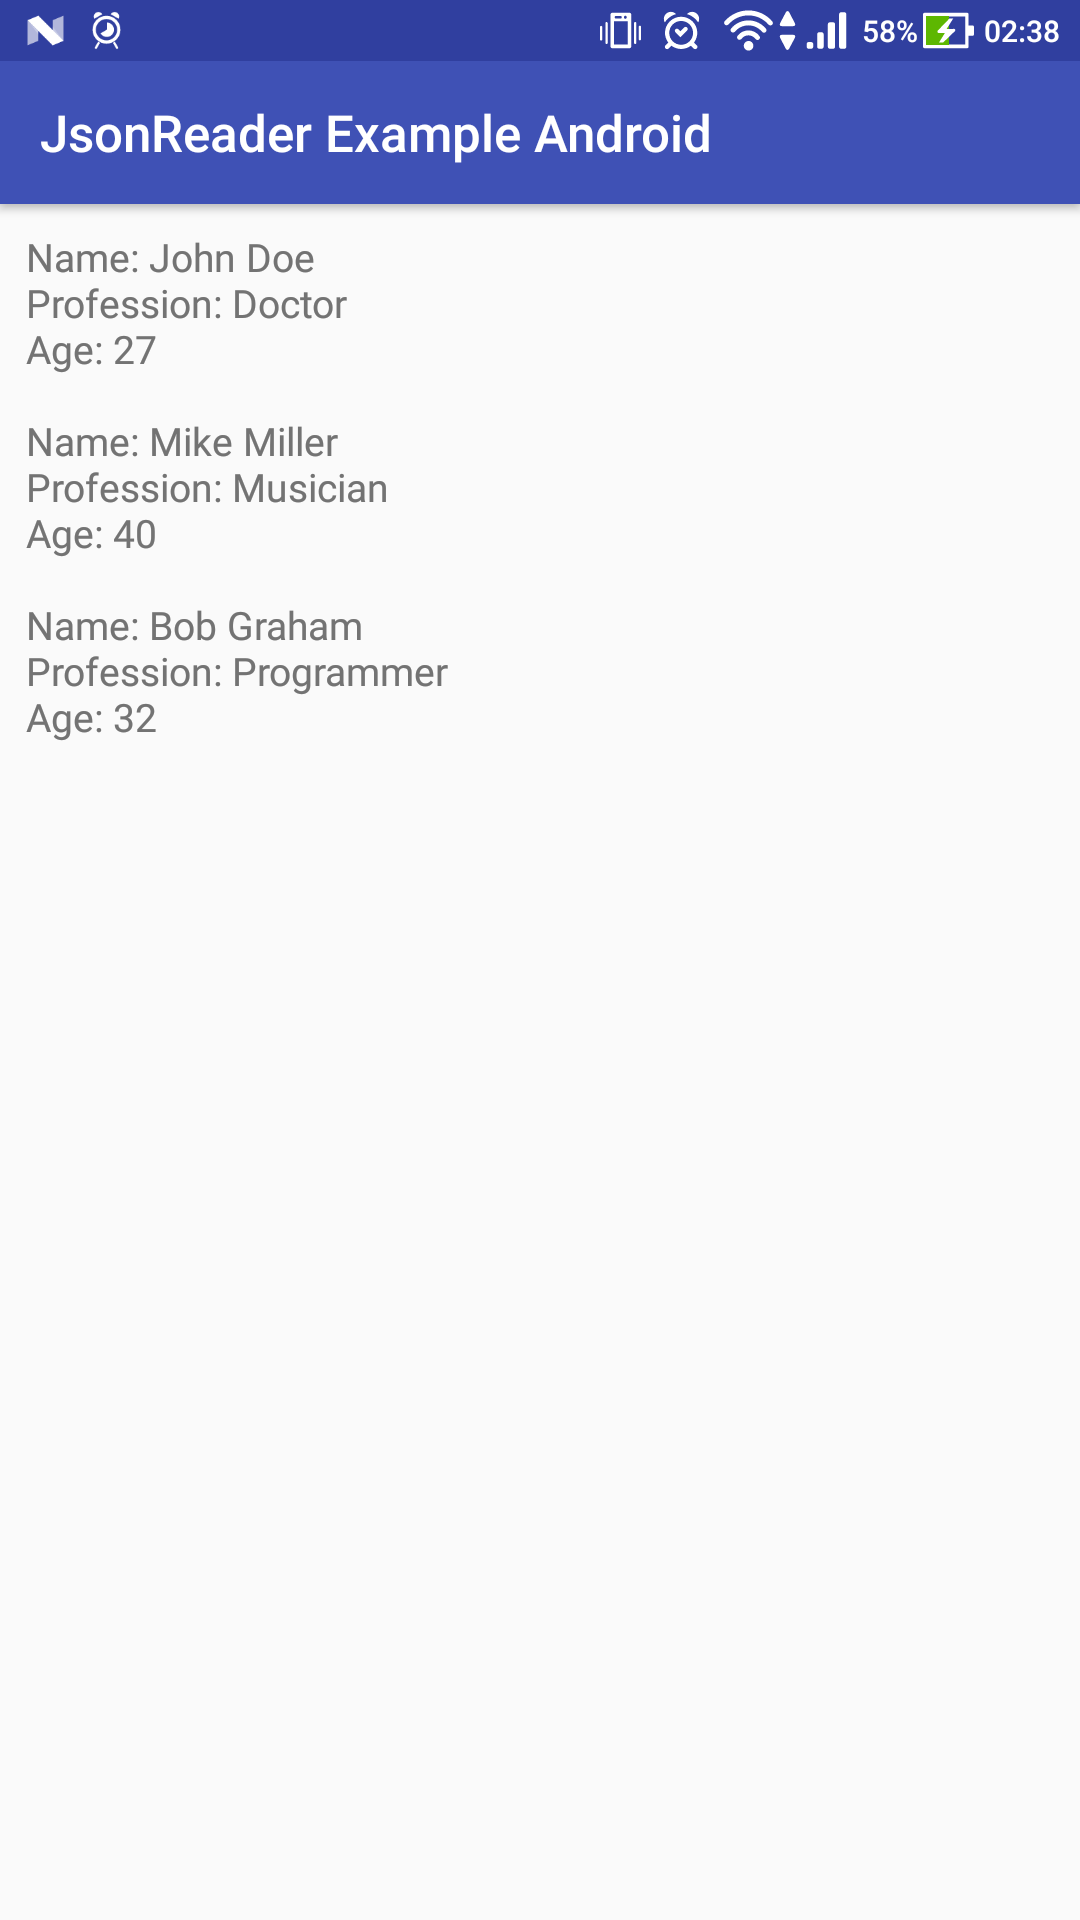 58% 02:38
JsonReader Example Android
Name: John Doe
Profession: Doctor
Age: 27
Name: Mike Miller
Profession: Musician
Age: 40
Name: Bob Graham
Profession: Programmer
Age: 32